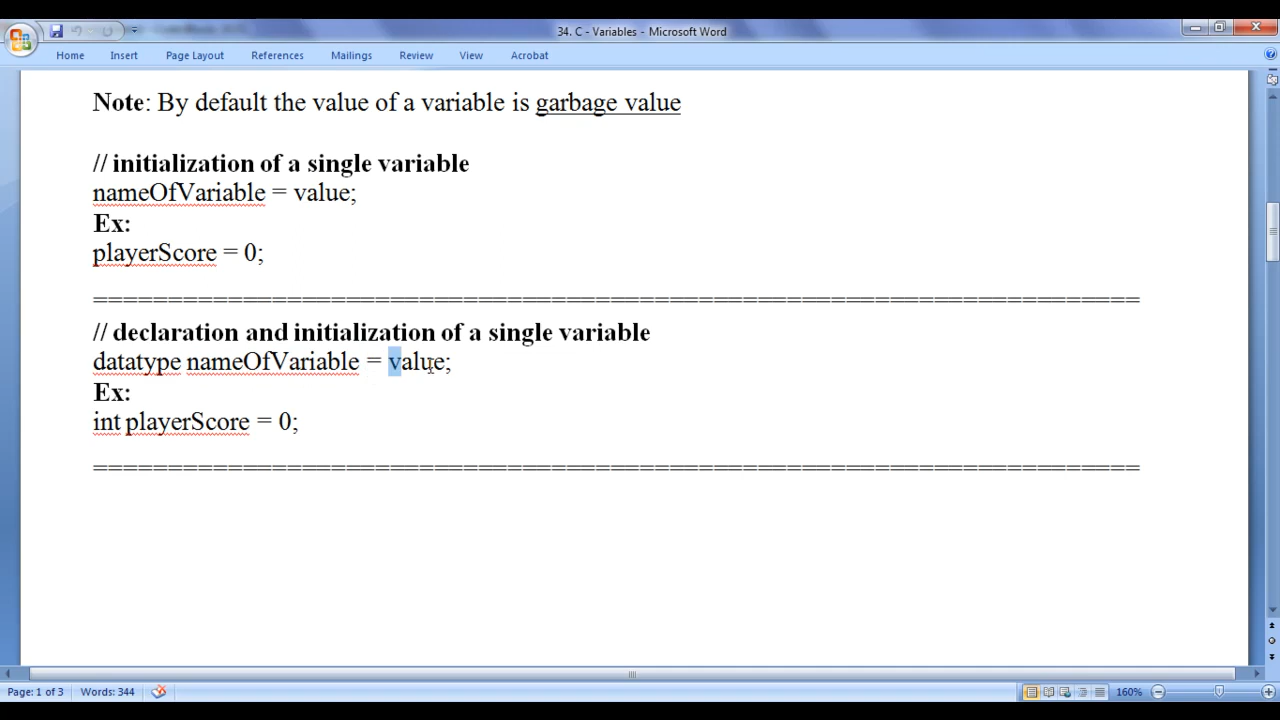 34. C - Variables - Microsoft Word
Home Insert Page Layout References Mailings Review View Acrobat
Note: By default the value of a variable is garbage value
// initialization of a single variable
nameOfVariable = value;
Ex:
playerScore = 0;
======================================================================
// declaration and initialization of a single variable
datatype nameOfVariable = value;
Ex:
int playerScore = 0;
======================================================================
Page: 1 of 3 Words: 344 160%